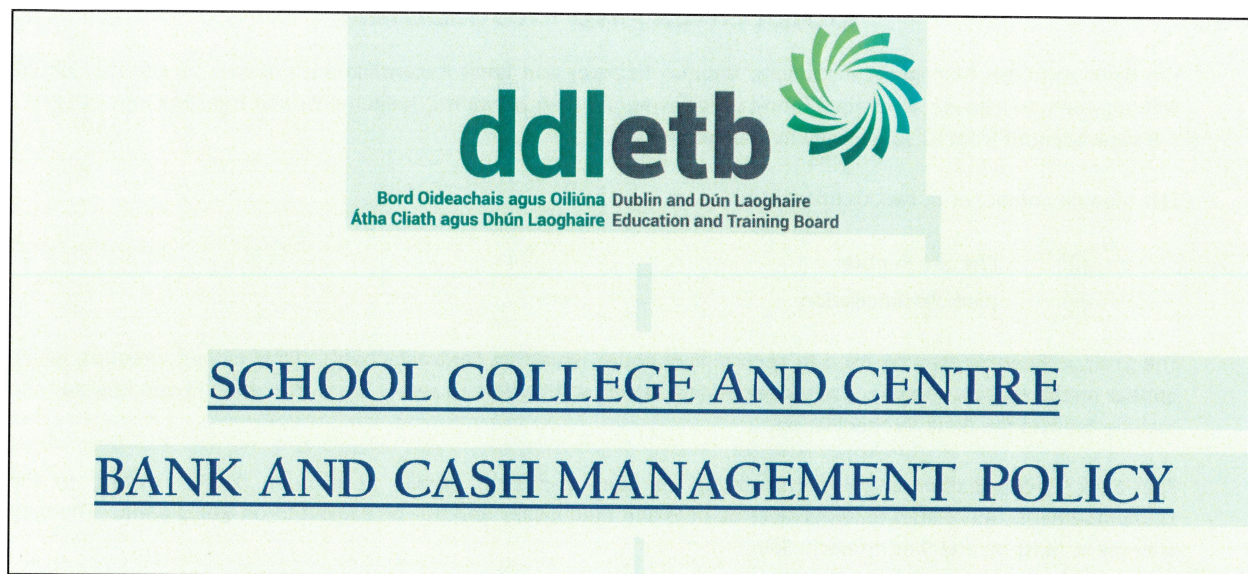 ddletb
Bord Oideachais agus Oiliúna Dublin and Dún Laoghaire
Átha Cliath agus Dhún Laoghaire Education and Training Board
SCHOOL COLLEGE AND CENTRE
BANK AND CASH MANAGEMENT POLICY